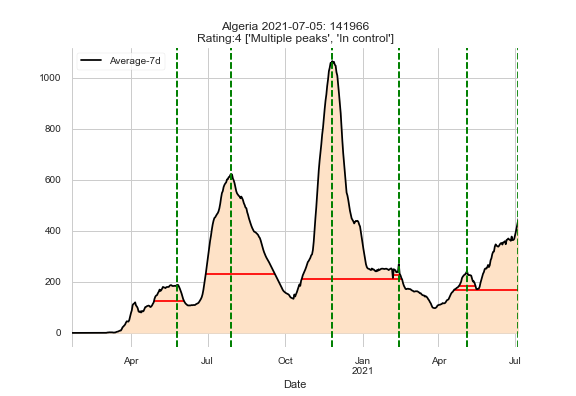 Algeria 2021-07-05: 141966
Rating:4 ['Multiple peaks', 'In control']
Average-7d
1000
800
600
400
200
0
Apr Jul Oct Jan Apr Jul
2021
Date